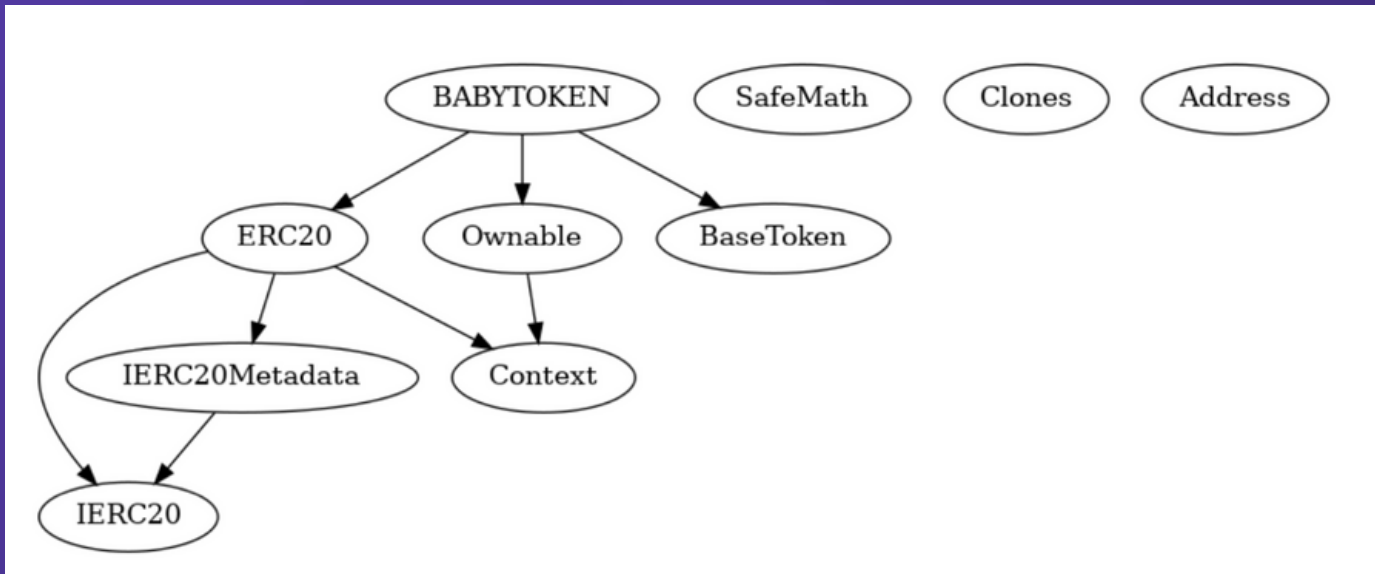 BABYTOKEN
SafeMath
Clones
Address
ERC20
Ownable
BaseToken
IERC20Metadata
Context
IERC20